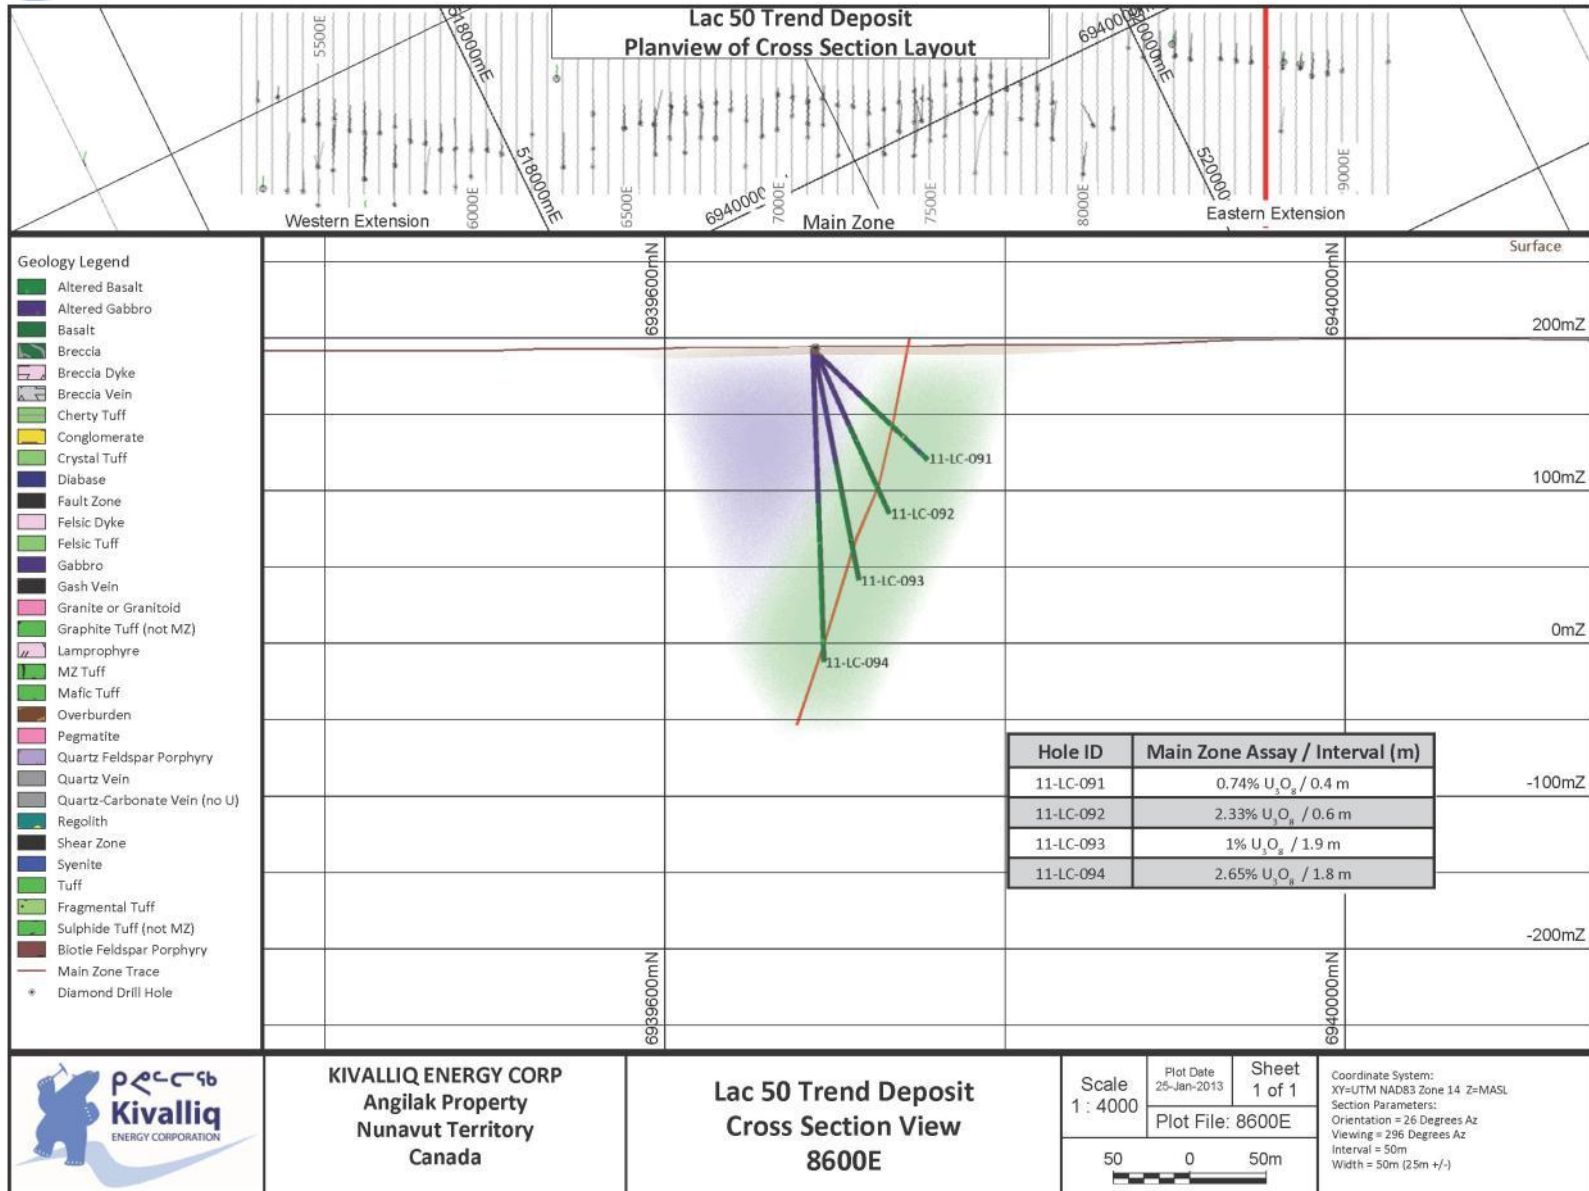 Lac 50 Trend Deposit
Planview of Cross Section Layout
5500E
518000mE
518000mE
6000E
6500E
6940000
7000E
7500E
8000E
520000mE
9000E
Western Extension
Main Zone
Eastern Extension
Geology Legend
Altered Basalt
Altered Gabbro
Basalt
Breccia
Breccia Dyke
Breccia Vein
Cherty Tuff
Conglomerate
Crystal Tuff
Diabase
Fault Zone
Felsic Dyke
Felsic Tuff
Gabbro
Gash Vein
Granite or Granitoid
Graphite Tuff (not MZ)
Lamprophyre
MZ Tuff
Mafic Tuff
Overburden
Pegmatite
Quartz Feldspar Porphyry
Quartz Vein
Quartz-Carbonate Vein (no U)
Regolith
Shear Zone
Syenite
Tuff
Fragmental Tuff
Sulphide Tuff (not MZ)
Biotie Feldspar Porphyry
Main Zone Trace
Diamond Drill Hole
6939600mN
6940000mN
Surface
200mZ
100mZ
0mZ
-100mZ
-200mZ
11-LC-091
11-LC-092
11-LC-093
11-LC-094
Hole ID Main Zone Assay / Interval (m)
11-LC-091 0.74% U₃O₈ / 0.4 m
11-LC-092 2.33% U₃O₈ / 0.6 m
11-LC-093 1% U₃O₈ / 1.9 m
11-LC-094 2.65% U₃O₈ / 1.8 m
6939600mN
6940000mN
ᑭᕙᓪᓕᖅ
Kivalliq
ENERGY CORPORATION
KIVALLIQ ENERGY CORP
Angilak Property
Nunavut Territory
Canada
Lac 50 Trend Deposit
Cross Section View
8600E
Scale
1 : 4000
Plot Date
25-Jan-2013
Sheet
1 of 1
Plot File: 8600E
50 0 50m
Coordinate System:
XY=UTM NAD83 Zone 14 Z=MASL
Section Parameters:
Orientation = 26 Degrees Az
Viewing = 296 Degrees Az
Interval = 50m
Width = 50m (25m +/-)